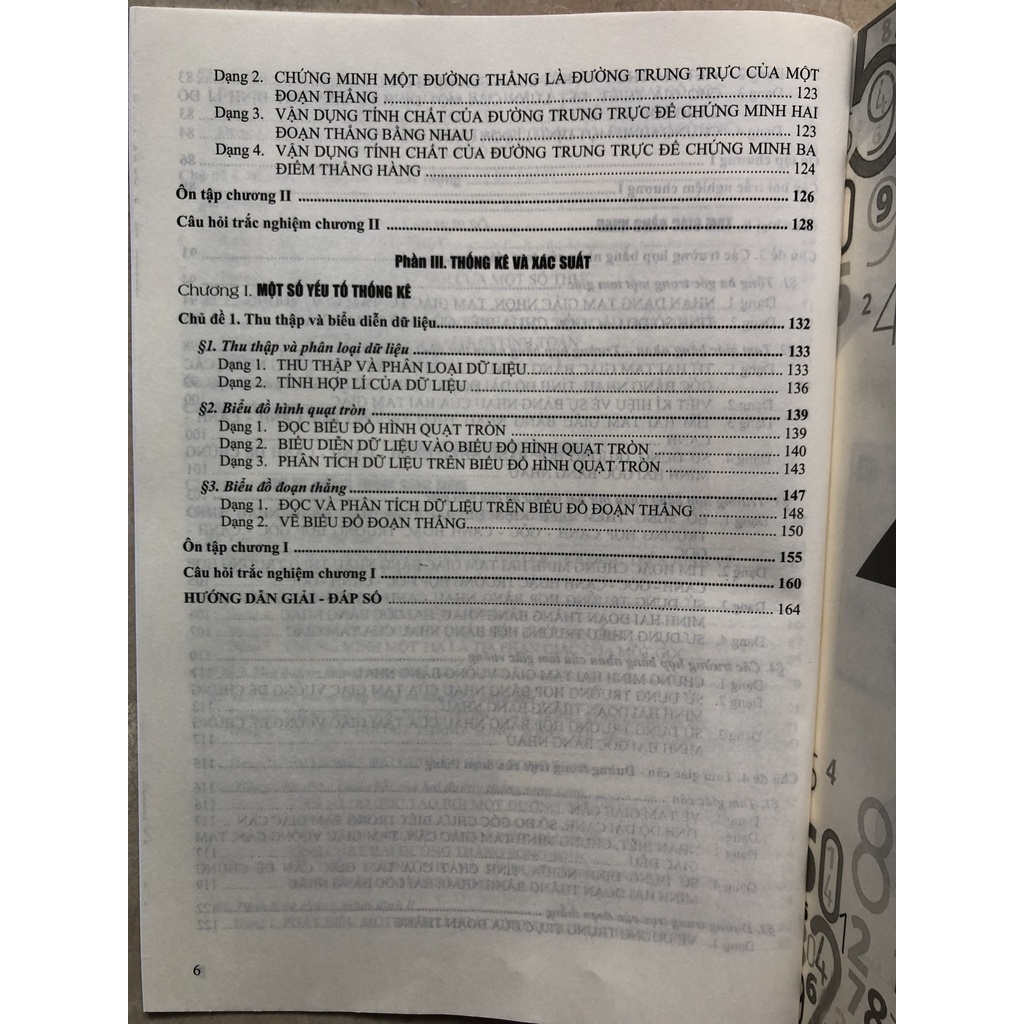 Dạng 2. CHỨNG MINH MỘT ĐƯỜNG THẲNG LÀ ĐƯỜNG TRUNG TRỰC CỦA MỘT
ĐOẠN THẲNG ........ 123
Dạng 3. VẬN DỤNG TÍNH CHẤT CỦA ĐƯỜNG TRUNG TRỰC ĐỂ CHỨNG MINH HAI
ĐOẠN THẲNG BẰNG NHAU ........ 123
Dạng 4. VẬN DỤNG TÍNH CHẤT CỦA ĐƯỜNG TRUNG TRỰC ĐỂ CHỨNG MINH BA
ĐIỂM THẲNG HÀNG ........ 124
Ôn tập chương II ........ 126
Câu hỏi trắc nghiệm chương II ........ 128
Phần III. THỐNG KÊ VÀ XÁC SUẤT
Chương I. MỘT SỐ YẾU TỐ THỐNG KÊ
Chủ đề 1. Thu thập và biểu diễn dữ liệu ........ 132
§1. Thu thập và phân loại dữ liệu ........ 133
Dạng 1. THU THẬP VÀ PHÂN LOẠI DỮ LIỆU ........ 133
Dạng 2. TÍNH HỢP LÍ CỦA DỮ LIỆU ........ 136
§2. Biểu đồ hình quạt tròn ........ 139
Dạng 1. ĐỌC BIỂU ĐỒ HÌNH QUẠT TRÒN ........ 139
Dạng 2. BIỂU DIỄN DỮ LIỆU VÀO BIỂU ĐỒ HÌNH QUẠT TRÒN ........ 140
Dạng 3. PHÂN TÍCH DỮ LIỆU TRÊN BIỂU ĐỒ HÌNH QUẠT TRÒN ........ 143
§3. Biểu đồ đoạn thẳng ........ 147
Dạng 1. ĐỌC VÀ PHÂN TÍCH DỮ LIỆU TRÊN BIỂU ĐỒ ĐOẠN THẲNG ........ 148
Dạng 2. VẼ BIỂU ĐỒ ĐOẠN THẲNG ........ 150
Ôn tập chương I ........ 155
Câu hỏi trắc nghiệm chương I ........ 160
HƯỚNG DẪN GIẢI - ĐÁP SỐ ........ 164
6